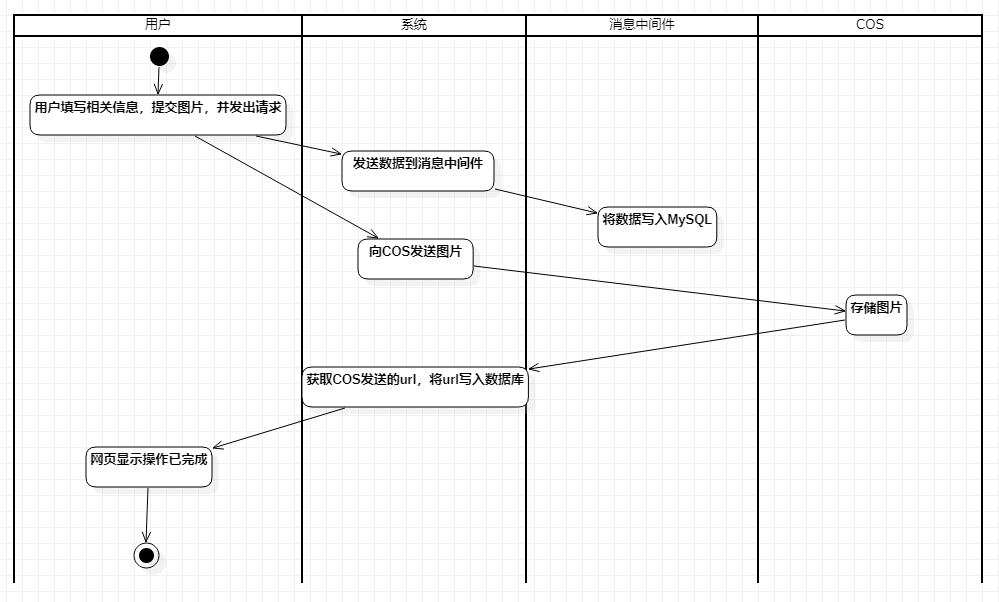 用户
系统
消息中间件
COS
用户填写相关信息，提交图片，并发出请求
发送数据到消息中间件
将数据写入MySQL
向COS发送图片
存储图片
获取COS发送的url，将url写入数据库
网页显示操作已完成